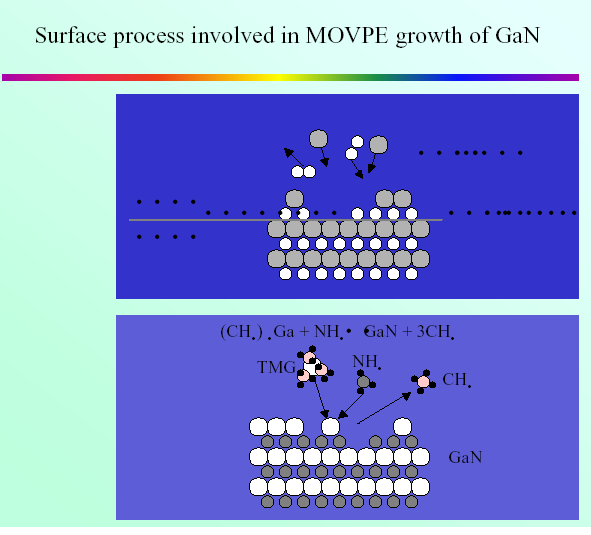 Surface process involved in MOVPE growth of GaN
(CH.) .Ga + NH.• •GaN + 3CH.
TMG
NH.
CH.
GaN